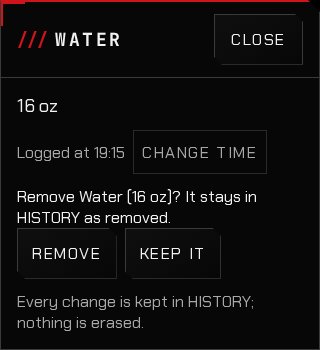 /// WATER
CLOSE
16 oz
Logged at 19:15
CHANGE TIME
Remove Water (16 oz)? It stays in
HISTORY as removed.
REMOVE
KEEP IT
Every change is kept in HISTORY;
nothing is erased.